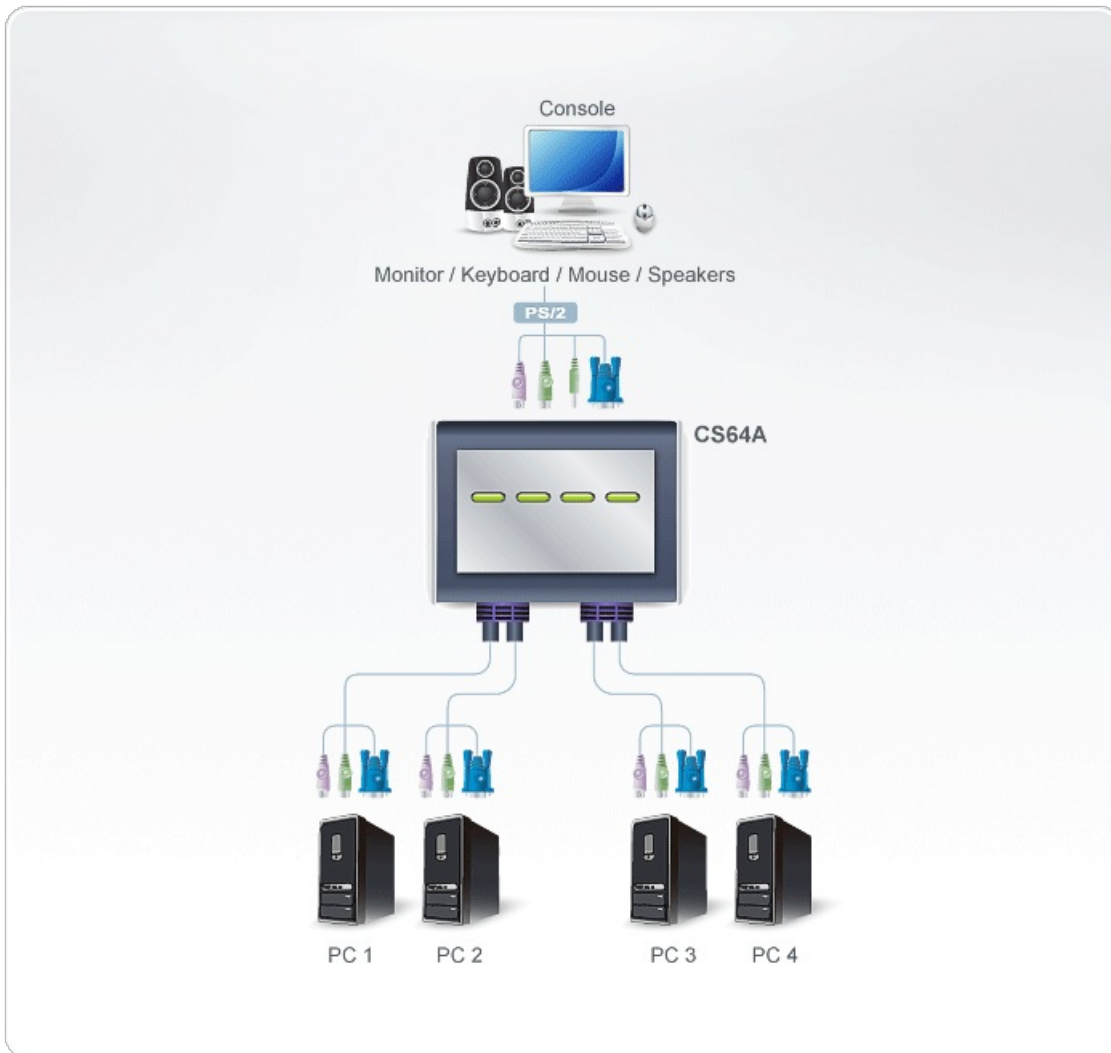 Console
Monitor / Keyboard / Mouse / Speakers
PS/2
CS64A
PC 1 PC 2 PC 3 PC 4